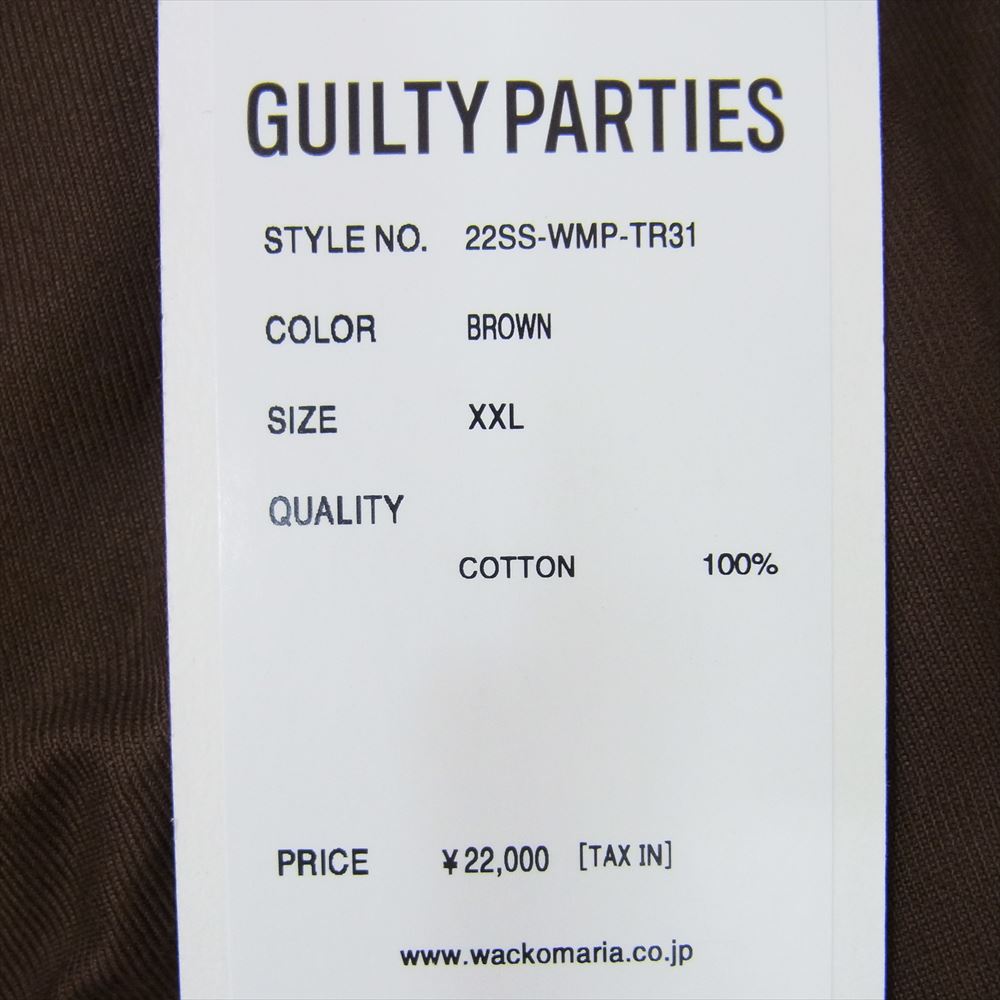 GUILTY PARTIES
STYLE NO. 22SS-WMP-TR31
COLOR BROWN
SIZE XXL
QUALITY
COTTON 100%
PRICE ¥22,000 [TAX IN]
www.wackomaria.co.jp